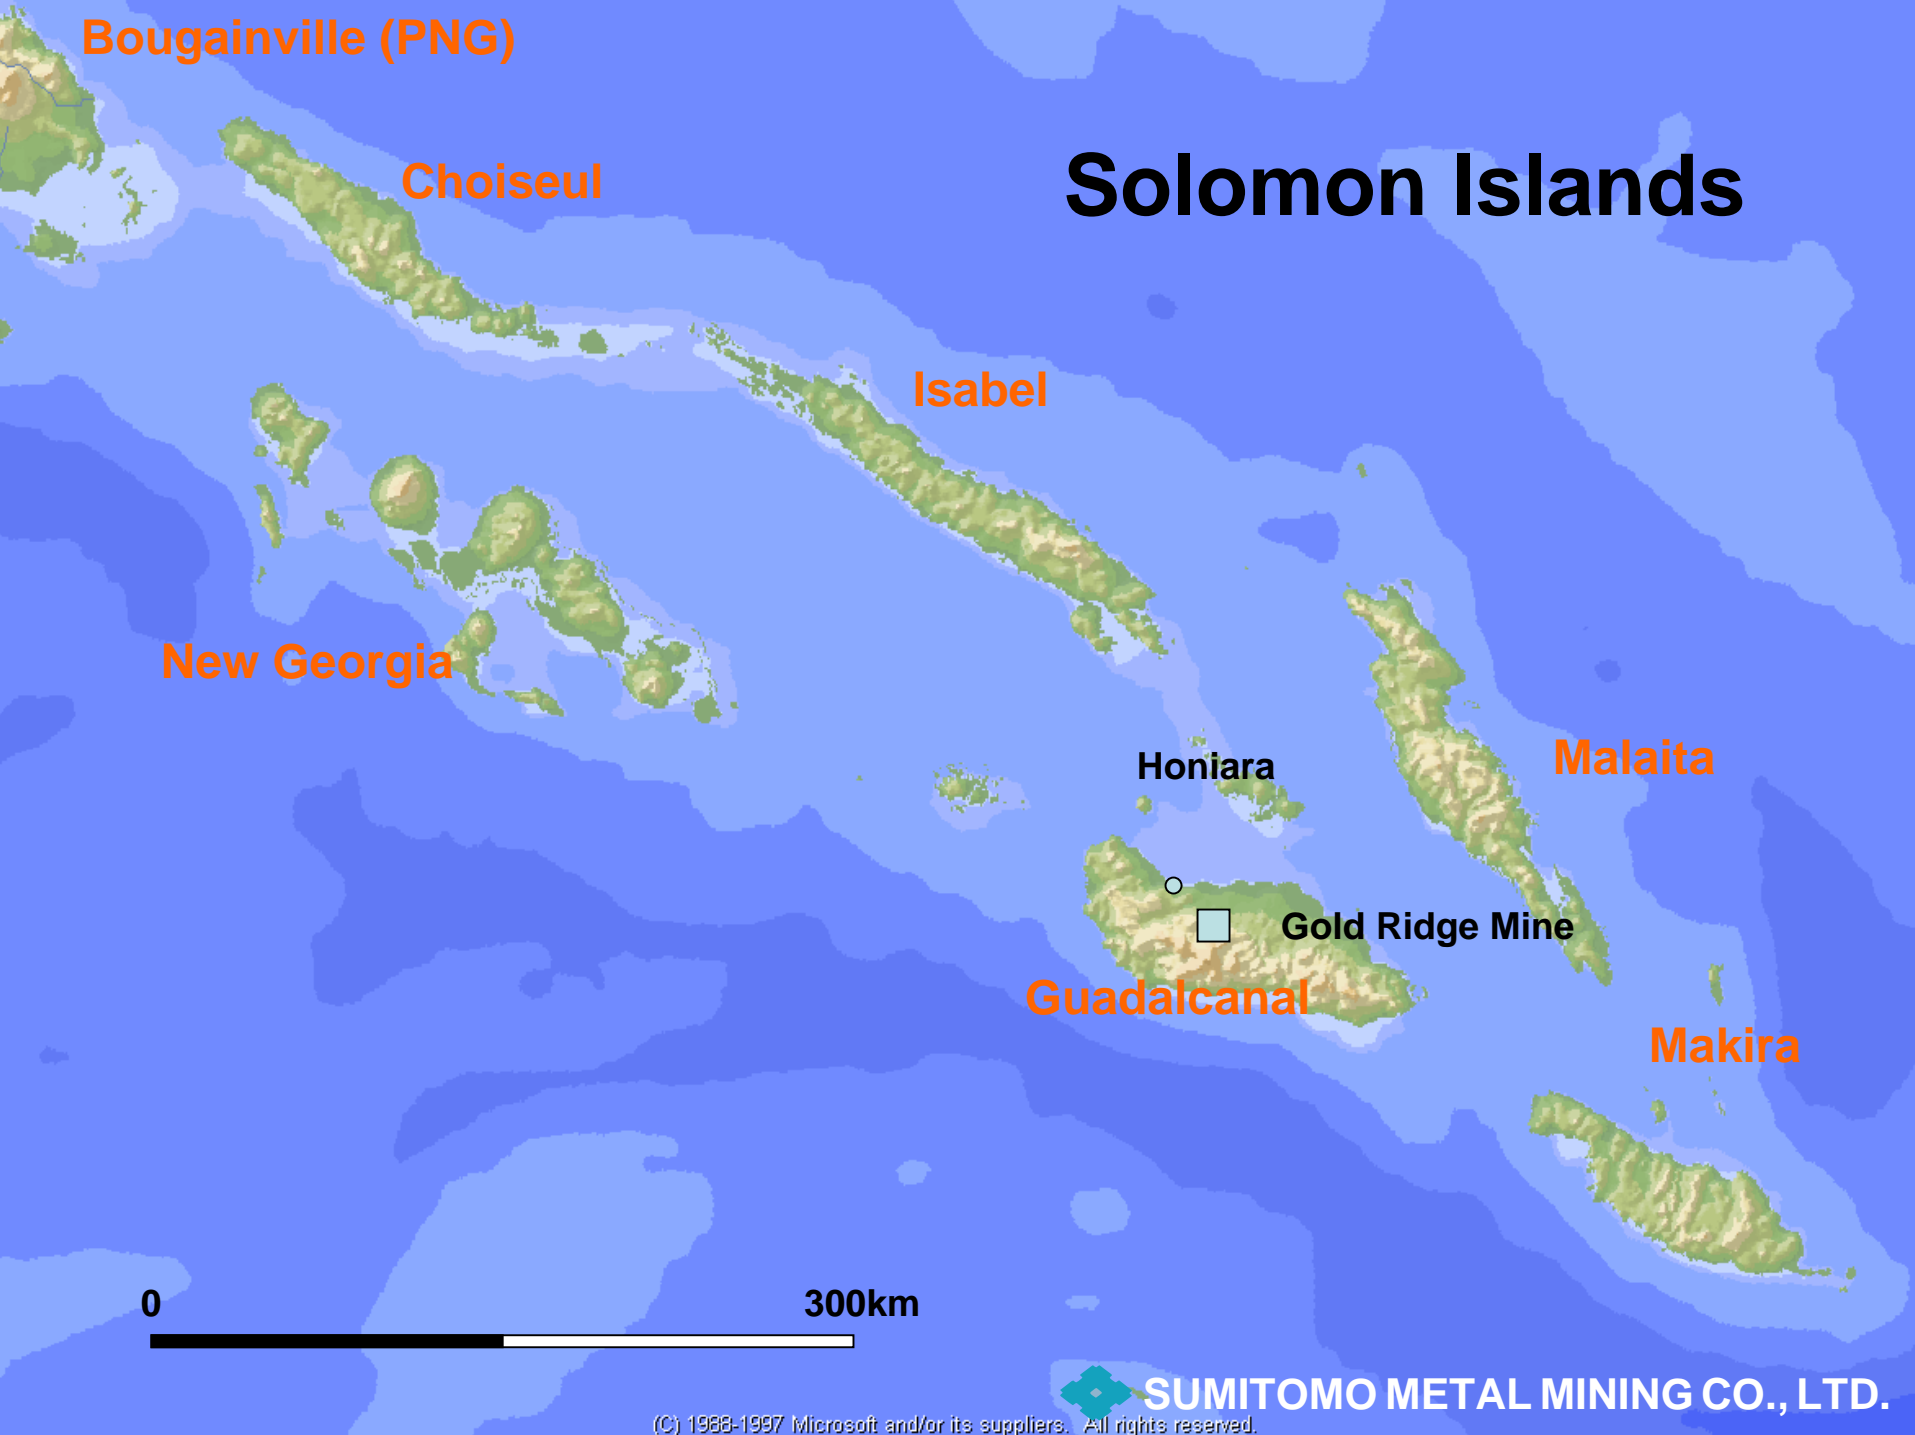 Bougainville (PNG)
Choiseul
Solomon Islands
Isabel
New Georgia
Honiara
Malaita
Gold Ridge Mine
Guadalcanal
Makira
0
300km
SUMITOMO METAL MINING CO., LTD.
(C) 1988-1997 Microsoft and/or its suppliers. All rights reserved.